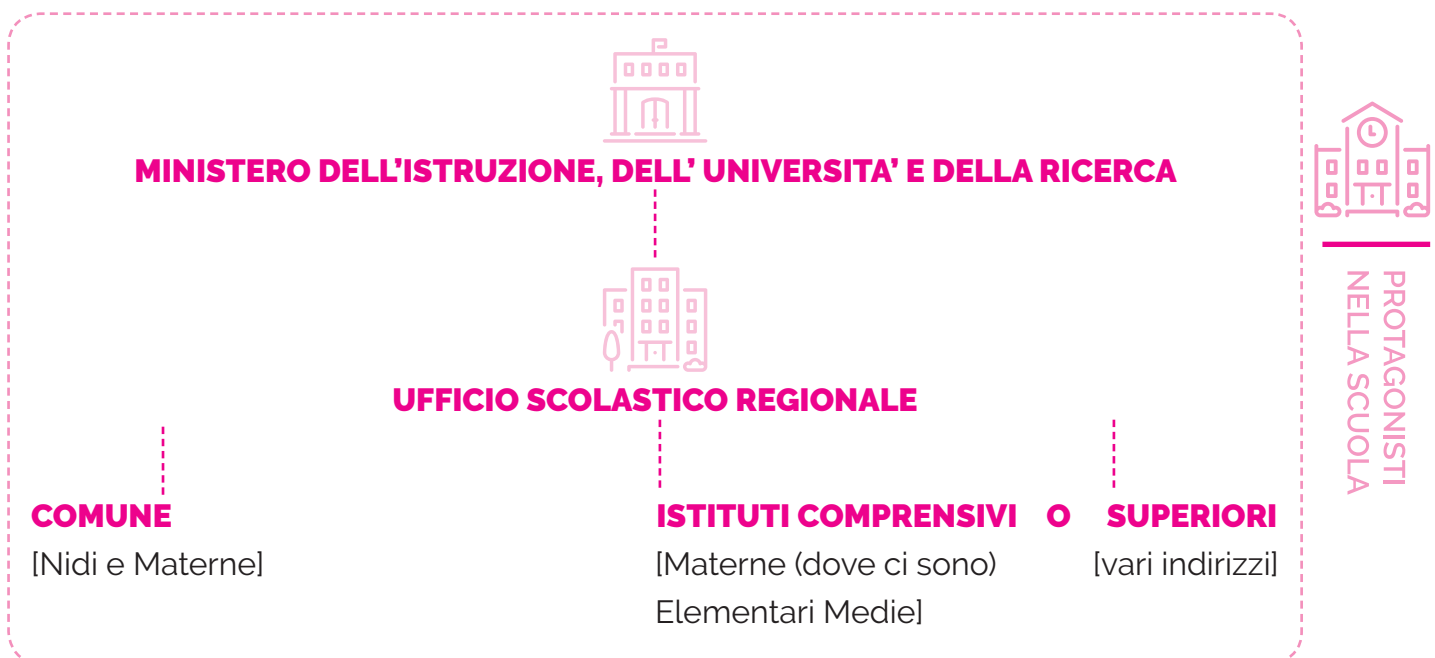 MINISTERO DELL’ISTRUZIONE, DELL’ UNIVERSITA’ E DELLA RICERCA
UFFICIO SCOLASTICO REGIONALE
COMUNE
[Nidi e Materne]
ISTITUTI COMPRENSIVI O SUPERIORI
[Materne (dove ci sono) [vari indirizzi]
Elementari Medie]
PROTAGONISTI
NELLA SCUOLA